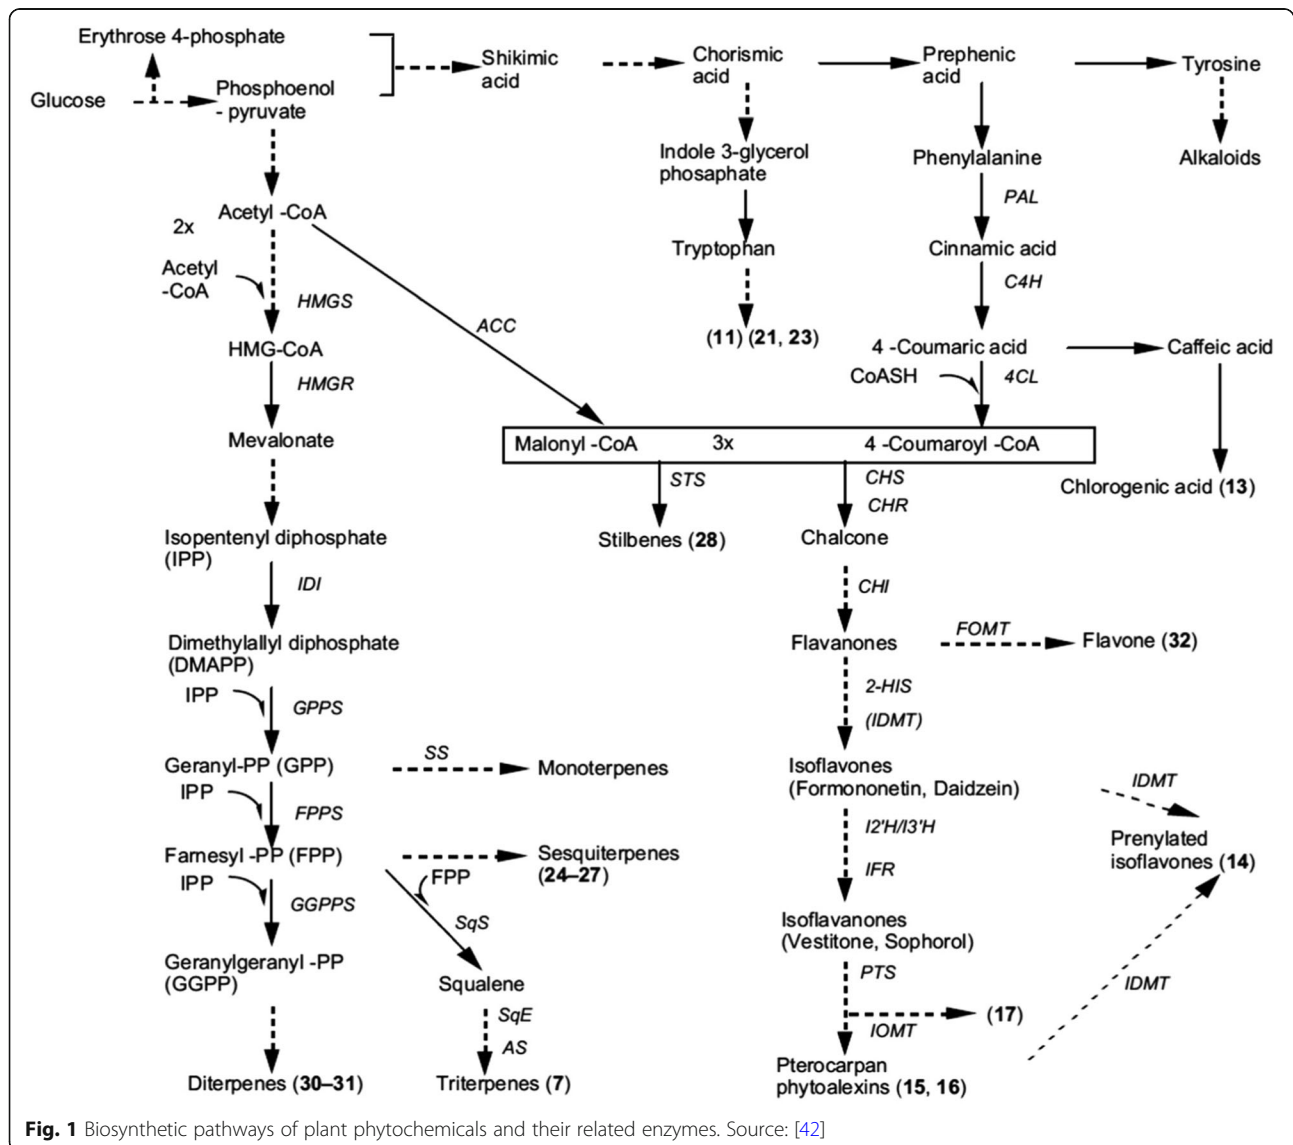 Erythrose 4-phosphate
Glucose
Phosphoenol
- pyruvate
Shikimic
acid
Chorismic
acid
Prephenic
acid
Tyrosine
Alkaloids
Indole 3-glycerol
phosaphate
Tryptophan
(11) (21, 23)
Phenylalanine
PAL
Cinnamic acid
C4H
4 -Coumaric acid
CoASH
4CL
Caffeic acid
Chlorogenic acid (13)
Acetyl -CoA
2x
Acetyl
-CoA
HMGS
ACC
HMG-CoA
HMGR
Mevalonate
Malonyl -CoA 3x 4 -Coumaroyl -CoA
STS
Stilbenes (28)
CHS
CHR
Chalcone
CHI
Flavanones
FOMT
Flavone (32)
2-HIS
(IDMT)
Isoflavones
(Formononetin, Daidzein)
IDMT
Prenylated
isoflavones (14)
I2'H/I3'H
IFR
Isoflavanones
(Vestitone, Sophorol)
PTS
IOMT
(17)
IDMT
Pterocarpan
phytoalexins (15, 16)
Isopentenyl diphosphate
(IPP)
IDI
Dimethylallyl diphosphate
(DMAPP)
IPP
GPPS
Geranyl-PP (GPP)
SS
Monoterpenes
IPP
FPPS
Farnesyl -PP (FPP)
Sesquiterpenes
(24–27)
IPP
GGPPS
FPP
SqS
Geranylgeranyl -PP
(GGPP)
Squalene
SqE
AS
Diterpenes (30–31)
Triterpenes (7)
Fig. 1 Biosynthetic pathways of plant phytochemicals and their related enzymes. Source: [42]